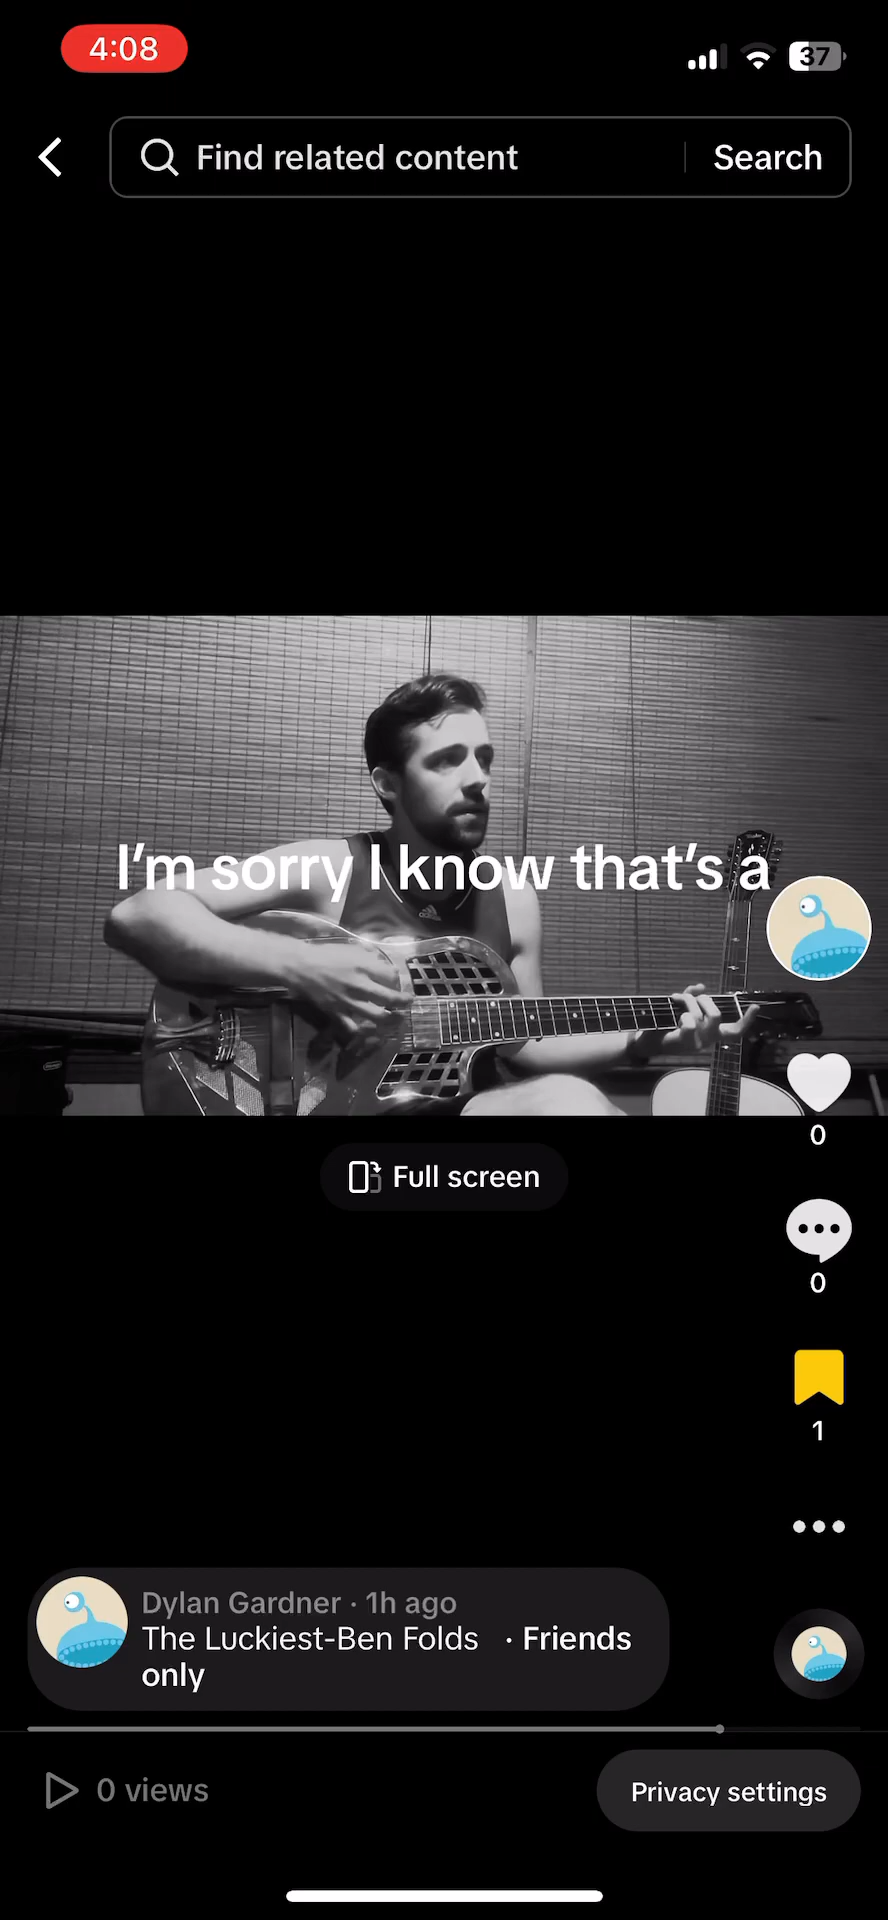 4:08
37
Find related content
Search
I’m sorry I know that’s a
0
Full screen
0
1
Dylan Gardner · 1h ago
The Luckiest-Ben Folds · Friends
only
0 views
Privacy settings